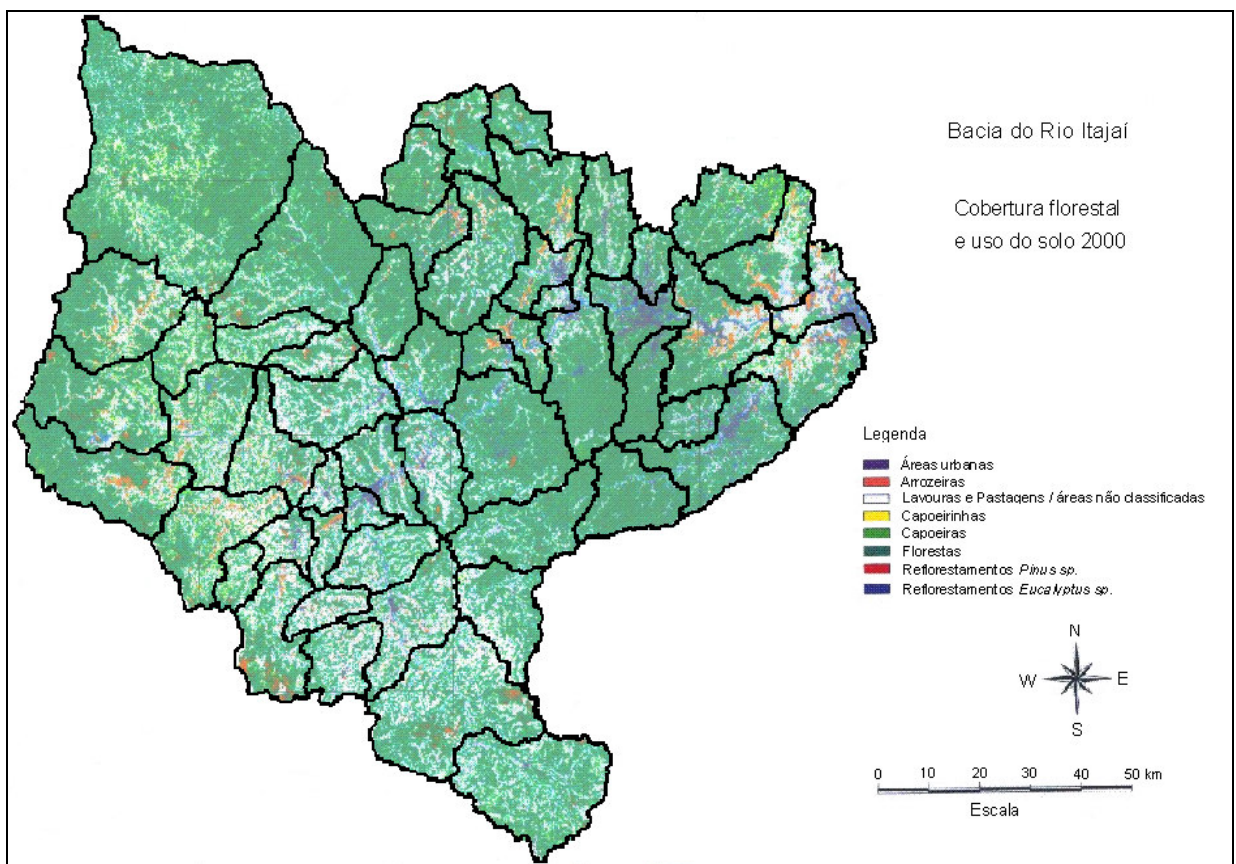 Bacia do Rio Itajaí
Cobertura florestal
e uso do solo 2000
Legenda
Áreas urbanas
Arrozeiras
Lavouras e Pastagens / áreas não classificadas
Capoeirinhas
Capoeiras
Florestas
Reflorestamentos Pinus sp.
Reflorestamentos Eucalyptus sp.
N
W E
S
0 10 20 30 40 50 km
Escala